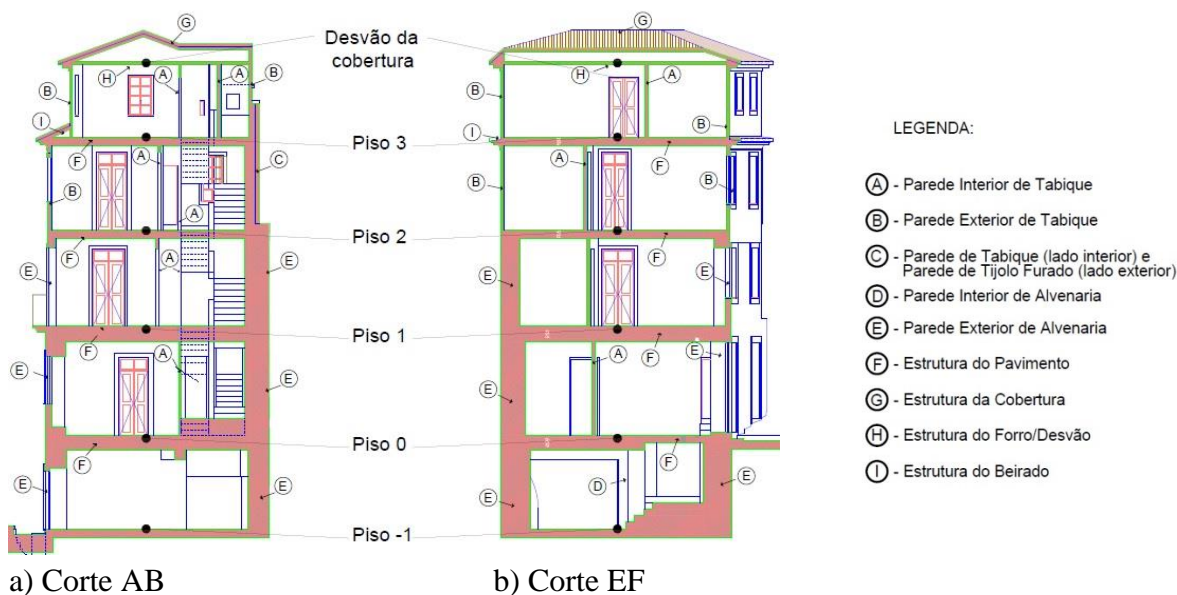 G
G
Desvão da
cobertura
H
A
A
B
B
H
A
B
B
I
I
F
Piso 3
F
A
C
A
B
B
B
A
F
Piso 2
F
E
A
E
E
E
F
Piso 1
F
E
A
E
A
E
E
E
F
Piso 0
F
E
E
E
D
E
Piso -1
LEGENDA:
A - Parede Interior de Tabique
B - Parede Exterior de Tabique
C - Parede de Tabique (lado interior) e
Parede de Tijolo Furado (lado exterior)
D - Parede Interior de Alvenaria
E - Parede Exterior de Alvenaria
F - Estrutura do Pavimento
G - Estrutura da Cobertura
H - Estrutura do Forro/Desvão
I - Estrutura do Beirado
a) Corte AB
b) Corte EF